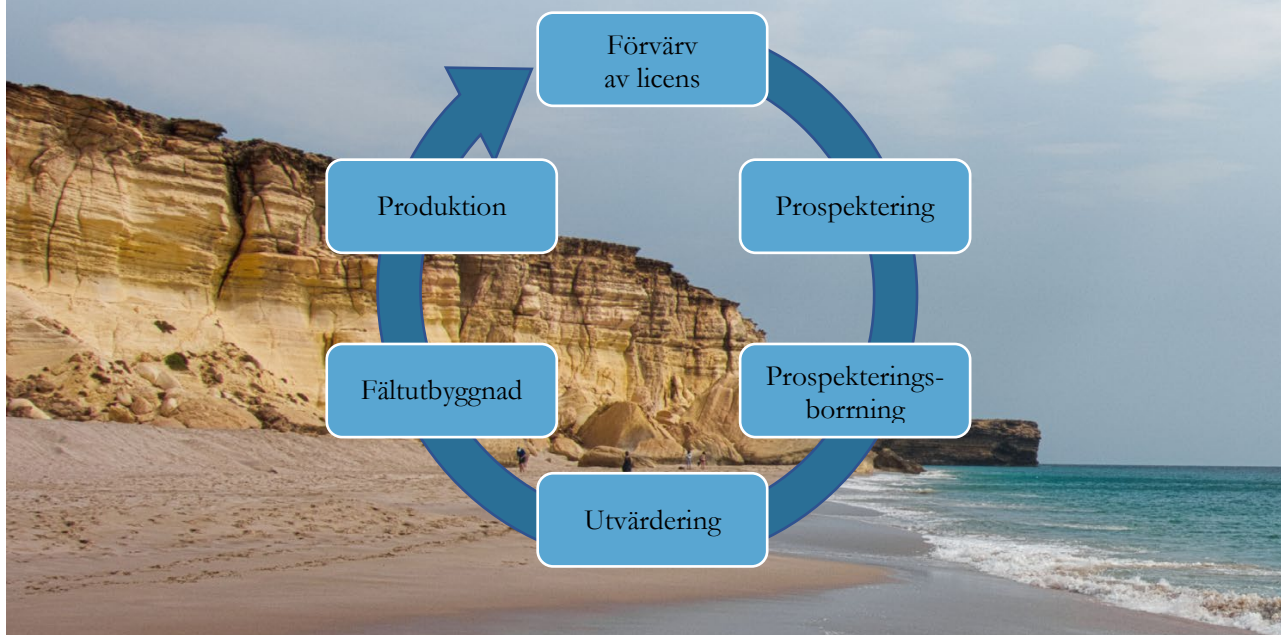 Förvärv
av licens
Prospektering
Prospekterings-
borrning
Utvärdering
Fältutbyggnad
Produktion